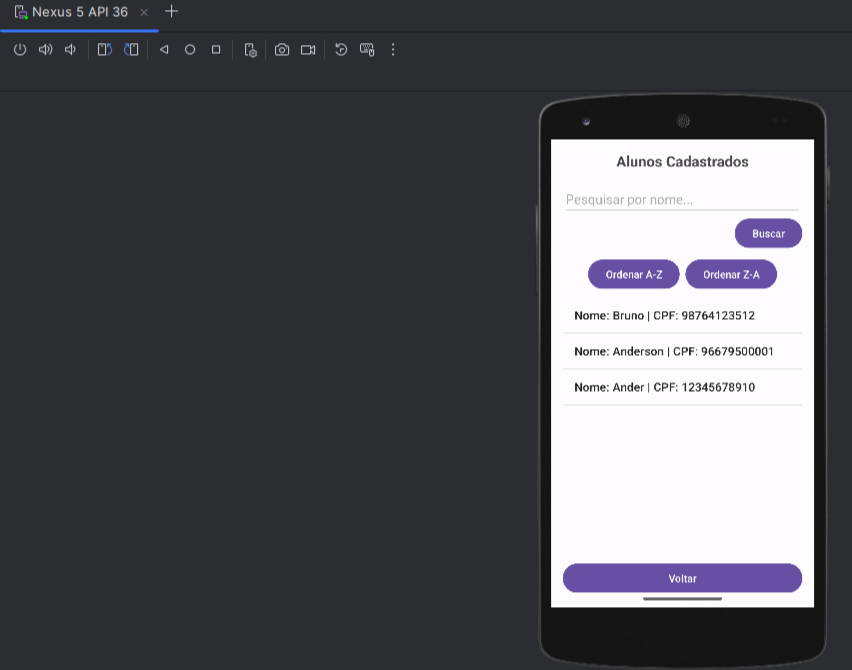 Nexus 5 API 36
Alunos Cadastrados
Pesquisar por nome...
Buscar
Ordenar A-Z Ordenar Z-A
Nome: Bruno | CPF: 98764123512
Nome: Anderson | CPF: 96679500001
Nome: Ander | CPF: 12345678910
Voltar